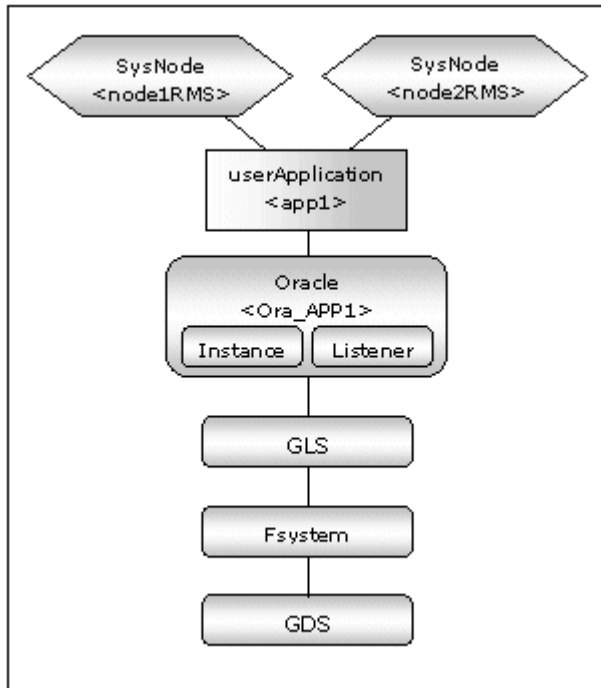 SysNode
<node1RMS>
SysNode
<node2RMS>
userApplication
<app1>
Oracle
<Ora_APP1>
Instance
Listener
GLS
Fsystem
GDS